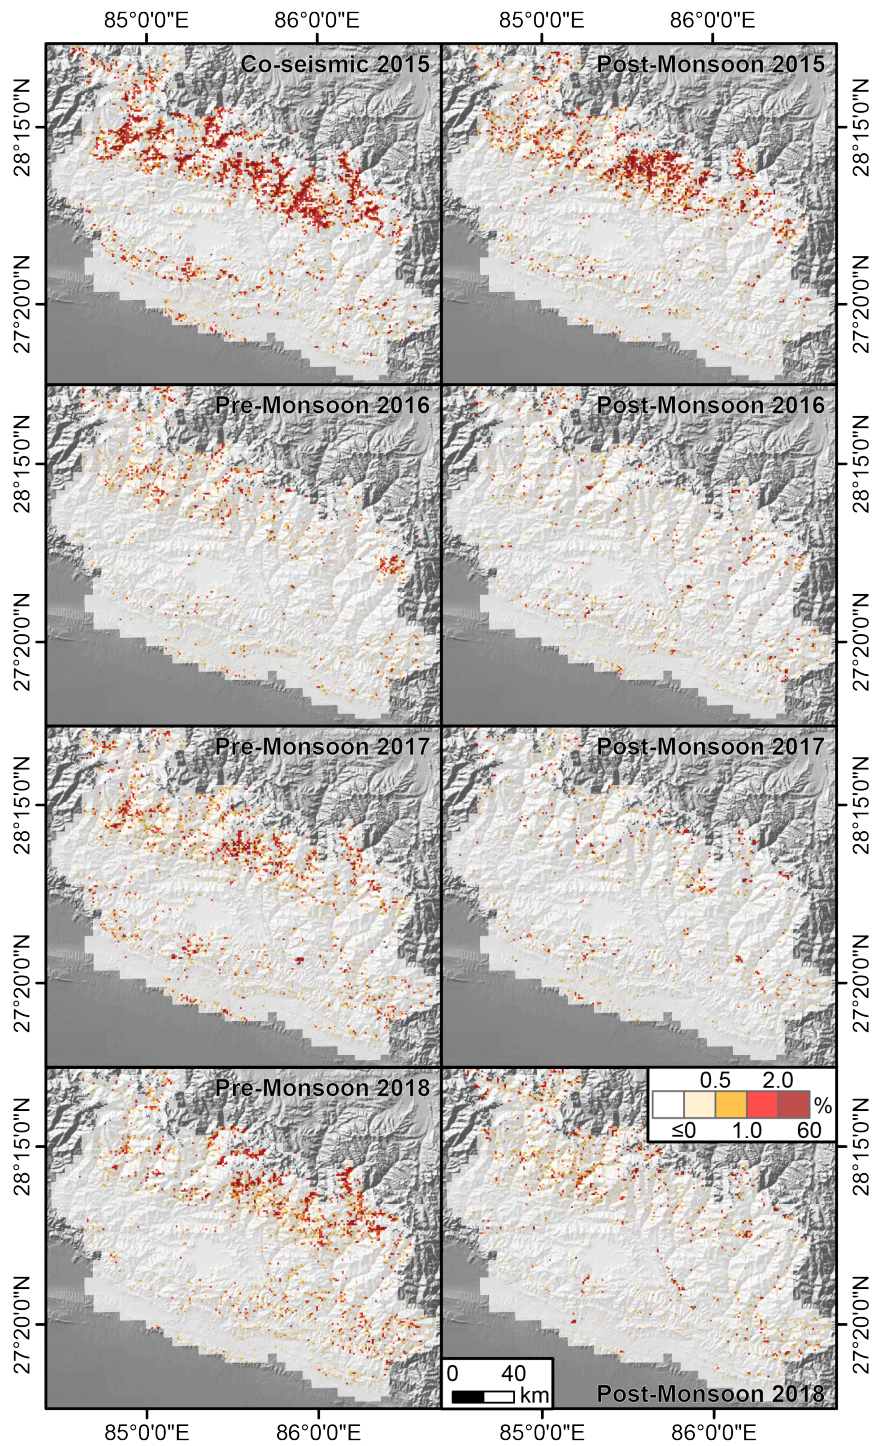 85°0'0"E 86°0'0"E 85°0'0"E 86°0'0"E
Co-seismic 2015 Post-Monsoon 2015
28°15'0"N 28°15'0"N
27°20'0"N 27°20'0"N
Pre-Monsoon 2016 Post-Monsoon 2016
28°15'0"N 28°15'0"N
27°20'0"N 27°20'0"N
Pre-Monsoon 2017 Post-Monsoon 2017
28°15'0"N 28°15'0"N
27°20'0"N 27°20'0"N
Pre-Monsoon 2018
0.5 2.0
%
≤0 1.0 60
28°15'0"N 28°15'0"N
27°20'0"N 27°20'0"N
0 40
km
Post-Monsoon 2018
85°0'0"E 86°0'0"E 85°0'0"E 86°0'0"E